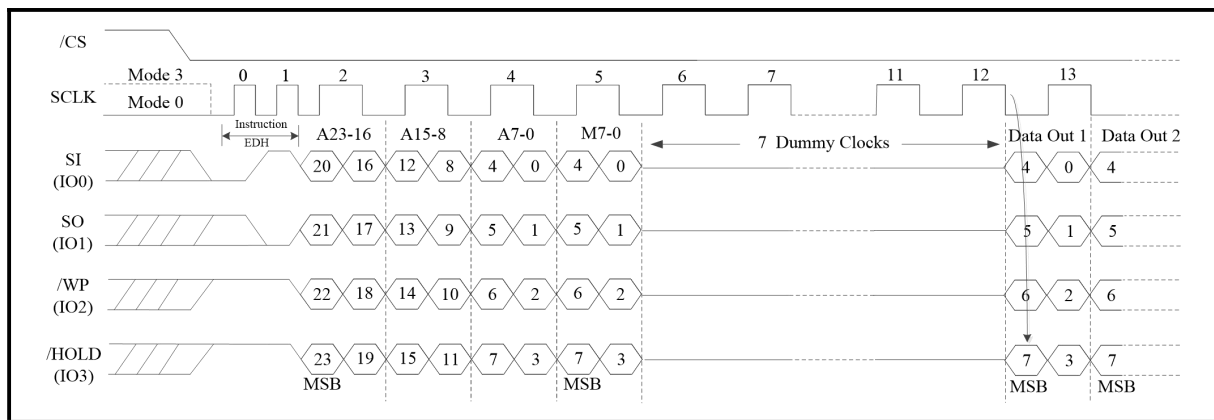 /CS
Mode 3 0 1 2 3 4 5 6 7 11 12 13
SCLK
Mode 0
Instruction
EDH
A23-16 A15-8 A7-0 M7-0 7 Dummy Clocks Data Out 1 Data Out 2
SI
(IO0)
20 16 12 8 4 0 4 0 4 0 4
SO
(IO1)
21 17 13 9 5 1 5 1 5 1 5
/WP
(IO2)
22 18 14 10 6 2 6 2 6 2 6
/HOLD
(IO3)
23 19 15 11 7 3 7 3 7 3 7
MSB MSB MSB MSB